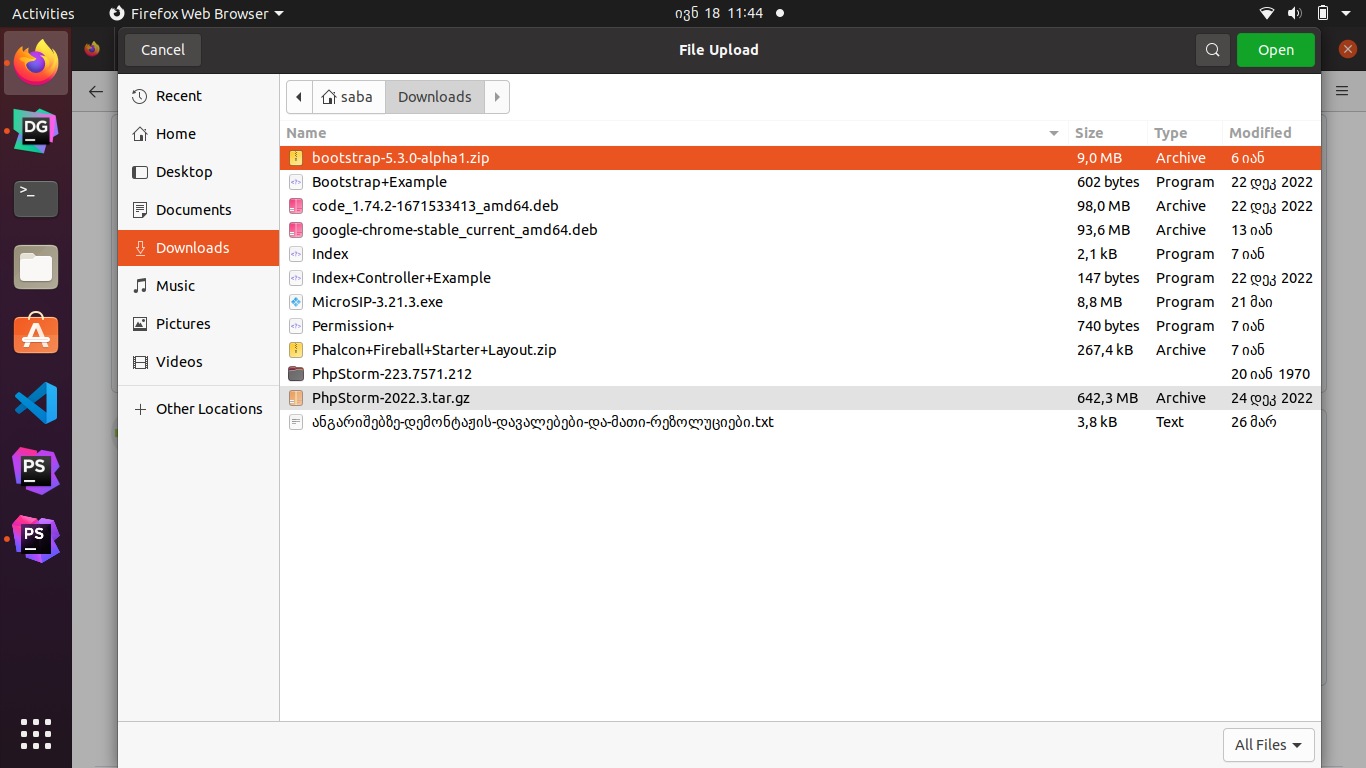 Activities Firefox Web Browser ივნ 18 11:44
Cancel File Upload Open
Recent
Home
Desktop
Documents
Downloads
Music
Pictures
Videos
Other Locations
saba Downloads
Name Size Type Modified
bootstrap-5.3.0-alpha1.zip 9,0 MB Archive 6 იან
Bootstrap+Example 602 bytes Program 22 დეკ 2022
code_1.74.2-1671533413_amd64.deb 98,0 MB Archive 22 დეკ 2022
google-chrome-stable_current_amd64.deb 93,6 MB Archive 13 იან
Index 2,1 kB Program 7 იან
Index+Controller+Example 147 bytes Program 22 დეკ 2022
MicroSIP-3.21.3.exe 8,8 MB Program 21 მაი
Permission+ 740 bytes Program 7 იან
Phalcon+Fireball+Starter+Layout.zip 267,4 kB Archive 7 იან
PhpStorm-223.7571.212 20 იან 1970
PhpStorm-2022.3.tar.gz 642,3 MB Archive 24 დეკ 2022
ანგარიშებზე-დემონტაჟის-დავალებები-და-მათი-რეზოლუციები.txt 3,8 kB Text 26 მარ
All Files
DG
>_
PS
PS